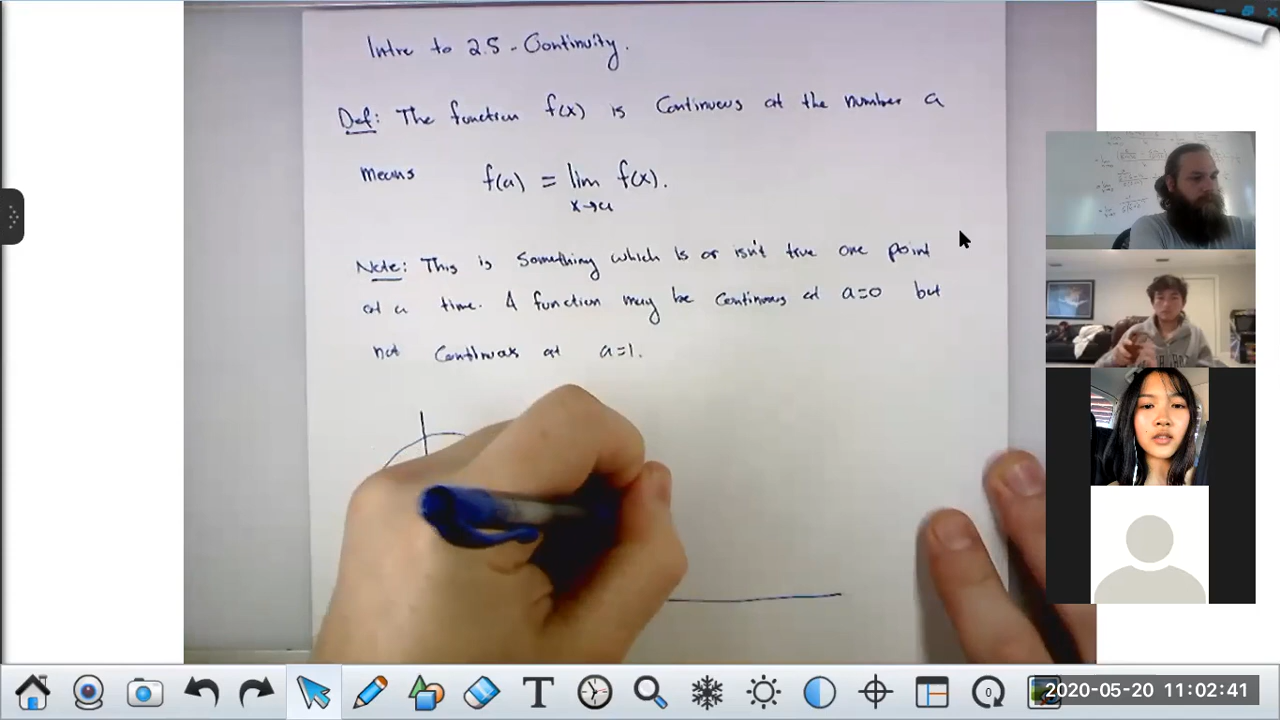 Intro to 2.5 - Continuity.
Def: The function f(x) is Continuous at the number a
means f(a) = lim f(x).
x→a
Note: This is Something which is or isn't true one point
at a time. A function may be Continuous at a=0 but
not Continuous at a=1.
T
0
2020-05-20 11:02:41